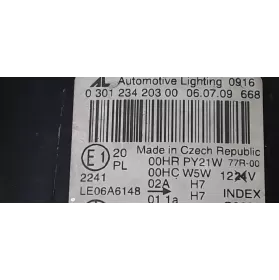 AL Automotive Lighting 0916
0 301 234 203 00 06.07.09 668
Made in Czech Republic
E1 20 00HR PY21W 77R-00
PL 00HC W5W 12V
2241 02A H7
LE06A6148 01 1a H7 INDEX